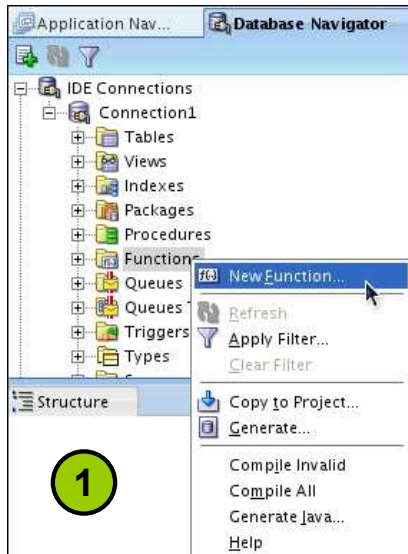 Application Nav...
Database Navigator
IDE Connections
Connection1
Tables
Views
Indexes
Packages
Procedures
Functions
Queues
Queues T
Triggers
Types
Structure
1
New Function...
Refresh
Apply Filter...
Clear Filter
Copy to Project...
Generate...
Compile Invalid
Compile All
Generate Java...
Help